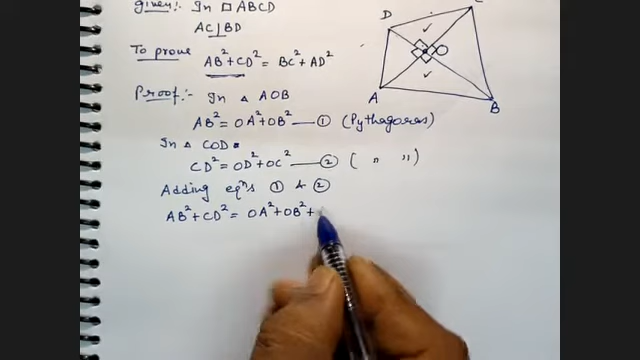 given:- In □ABCD
AC⊥BD
To prove AB²+CD² = BC²+AD²
Proof:- In △ AOB
AB² = OA²+OB² —① (Pythagoras)
In △ COD
CD² = OD²+OC² —② ( " " )
Adding eqⁿs ① & ②
AB²+CD² = OA²+OB²+
D
C
O
A
B